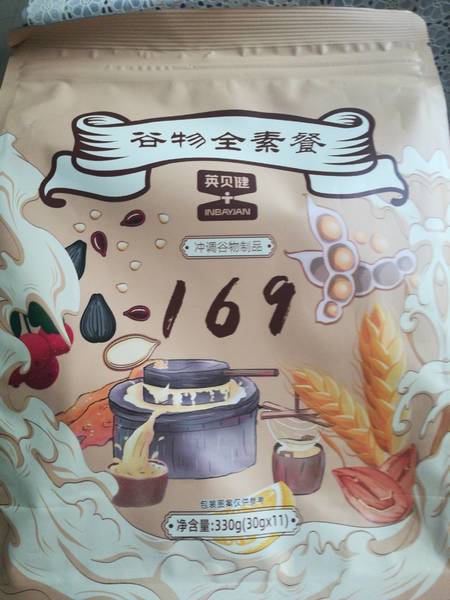 谷物全素餐
英贝健
INBAYJAN
冲调谷物制品
169
包装图案仅供参考
净含量:330g(30gx11)